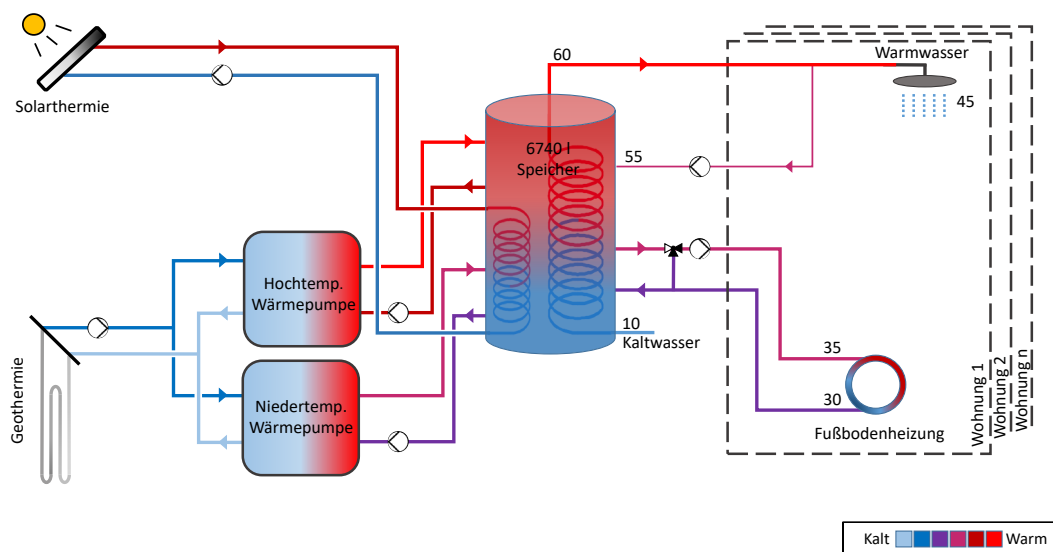 Solarthermie
60
Warmwasser
45
6740 l
Speicher
55
Hochtemp.
Wärmepumpe
10
Kaltwasser
Geothermie
Niedertemp.
Wärmepumpe
35
30
Fußbodenheizung
Wohnung 1
Wohnung 2
Wohnung n
Kalt
Warm